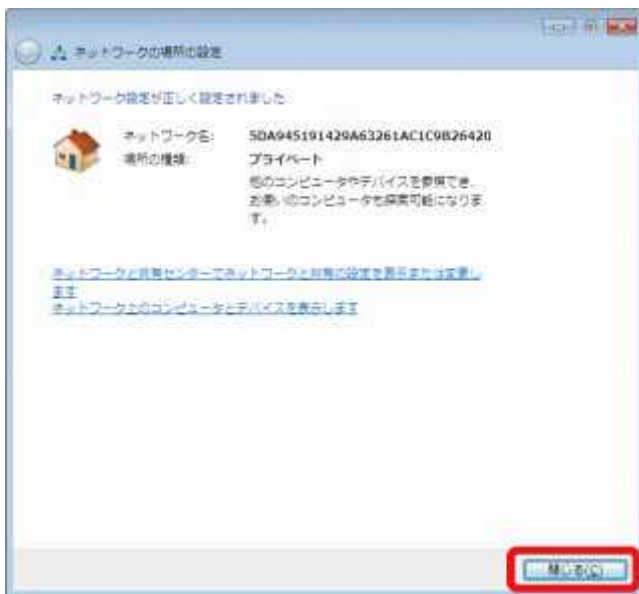 ネットワークの場所の設定
ネットワーク設定が正しく設定されました
ネットワーク名: 5DA945191429A63261AC1C9B26420
場所の種類: プライベート
他のコンピュータやデバイスを参照でき、
お使いのコンピュータも探索可能になりま
す。
ネットワークと共有センターでネットワークと共有の設定を表示または変更し
ます
ネットワーク上のコンピュータとデバイスを表示します
閉じる(C)